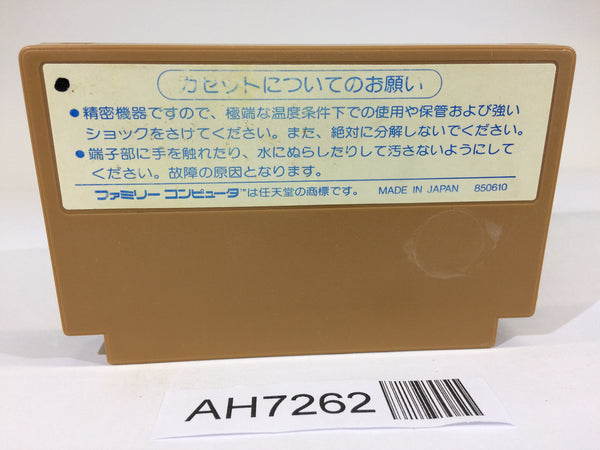 カセットについてのお願い
●精密機器ですので、極端な温度条件下での使用や保管および強い
ショックをさけてください。また、絶対に分解しないでください。
●端子部に手を触れたり、水にぬらしたりして汚さないようにして
ください。故障の原因となります。
ファミリー コンピュータ™は任天堂の商標です。 MADE IN JAPAN 850610
AH7262